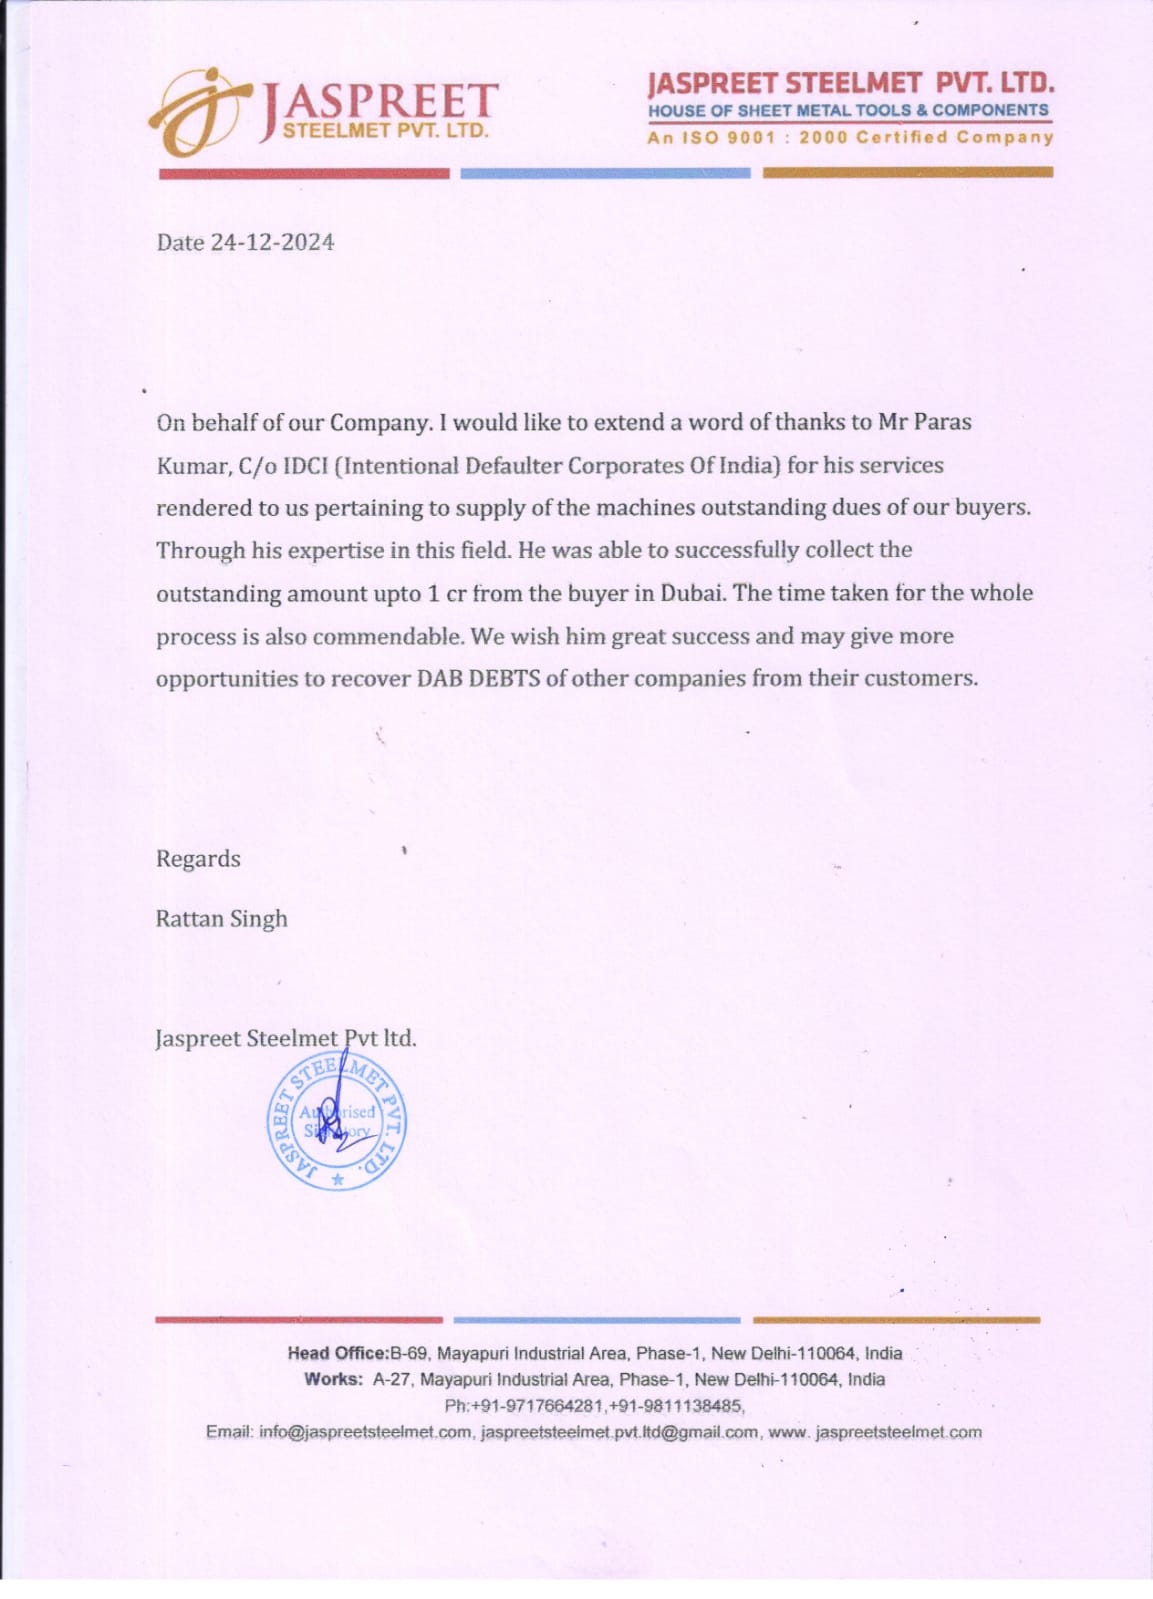 JASPREET
STEELMET PVT. LTD.
JASPREET STEELMET PVT. LTD.
HOUSE OF SHEET METAL TOOLS & COMPONENTS
An ISO 9001 : 2000 Certified Company
Date 24-12-2024
On behalf of our Company. I would like to extend a word of thanks to Mr Paras
Kumar, C/o IDCI (Intentional Defaulter Corporates Of India) for his services
rendered to us pertaining to supply of the machines outstanding dues of our buyers.
Through his expertise in this field. He was able to successfully collect the
outstanding amount upto 1 cr from the buyer in Dubai. The time taken for the whole
process is also commendable. We wish him great success and may give more
opportunities to recover DAB DEBTS of other companies from their customers.
Regards
Rattan Singh
Jaspreet Steelmet Pvt ltd.
JASPREET STEELMET PVT. LTD.
Authorised
Signatory
Head Office:B-69, Mayapuri Industrial Area, Phase-1, New Delhi-110064, India
Works: A-27, Mayapuri Industrial Area, Phase-1, New Delhi-110064, India
Ph:+91-9717664281,+91-9811138485,
Email: info@jaspreetsteelmet.com, jaspreetsteelmet.pvt.ltd@gmail.com, www. jaspreetsteelmet.com